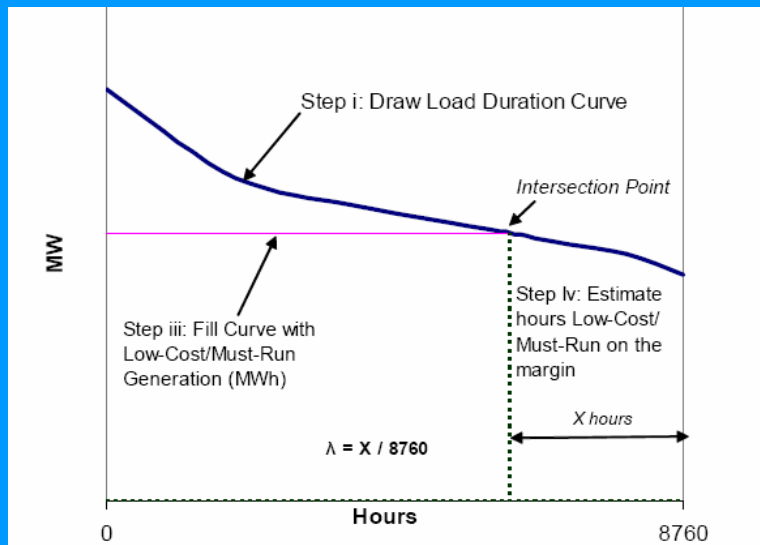 Step i: Draw Load Duration Curve
Intersection Point
MW
Step iii: Fill Curve with
Low-Cost/Must-Run
Generation (MWh)
Step Iv: Estimate
hours Low-Cost/
Must-Run on the
margin
X hours
λ = X / 8760
Hours
0
8760